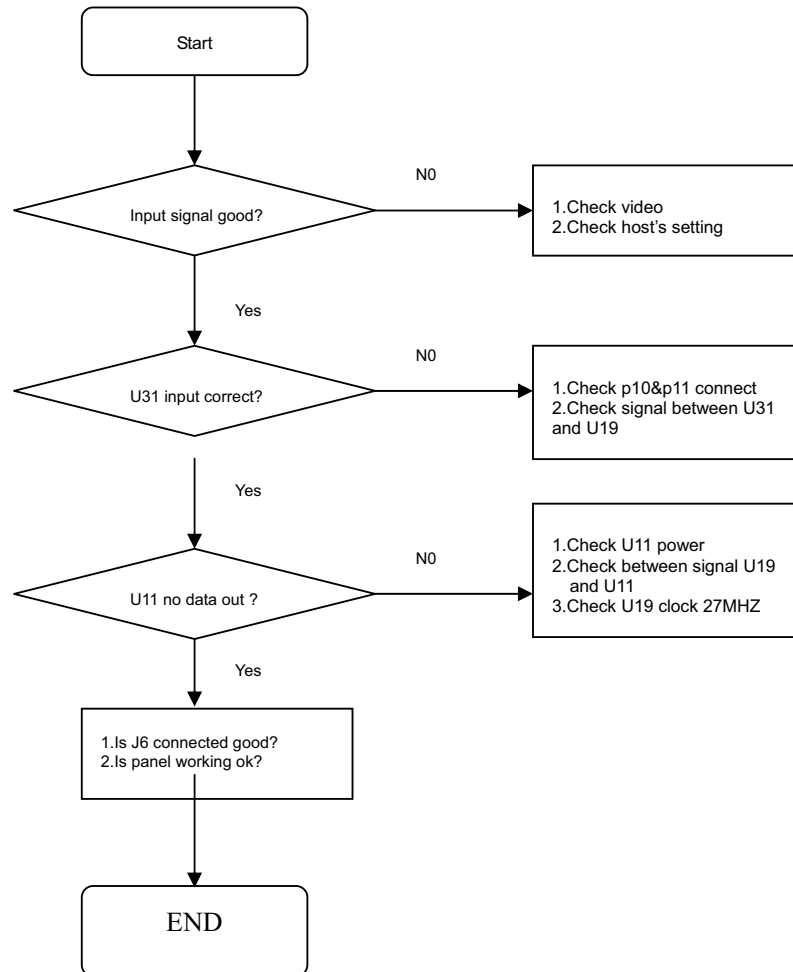 Start
N0
Input signal good?
1.Check video
2.Check host's setting
Yes
N0
U31 input correct?
1.Check p10&p11 connect
2.Check signal between U31
and U19
Yes
N0
U11 no data out ?
1.Check U11 power
2.Check between signal U19
and U11
3.Check U19 clock 27MHZ
Yes
1.Is J6 connected good?
2.Is panel working ok?
END